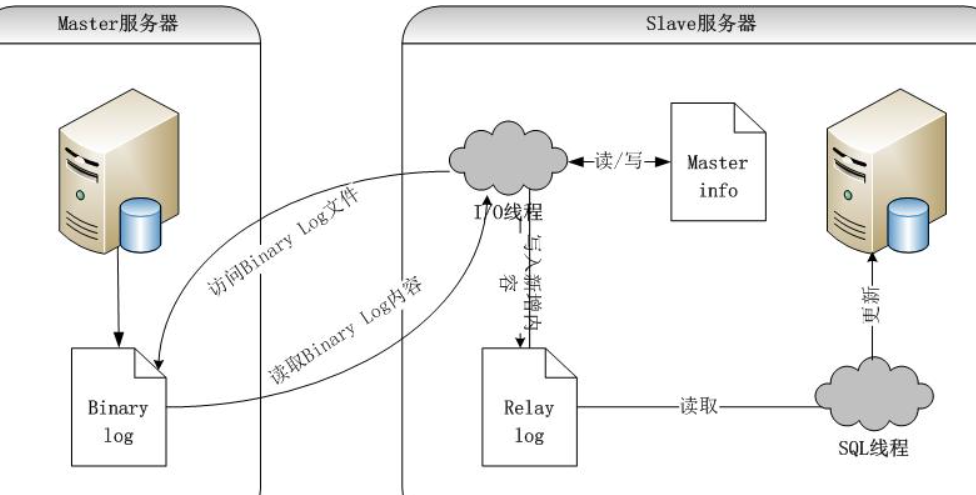 Master服务器
Slave服务器
Master
info
读/写
I/O线程
访问Binary Log文件
读取Binary Log内容
写入新增内
容
更新
Binary
log
Relay
log
读取
SQL线程